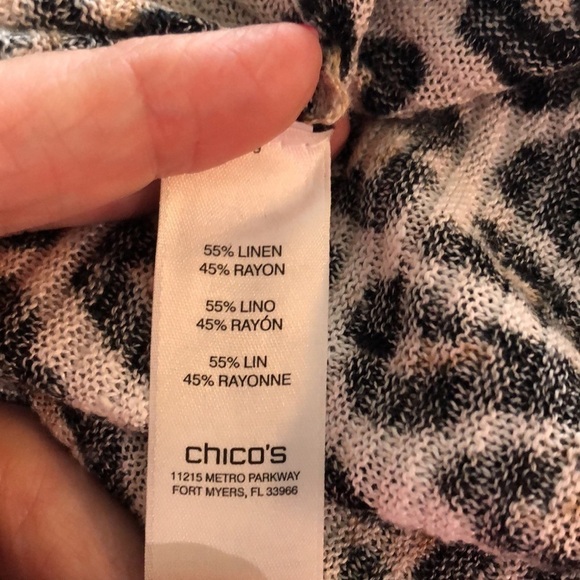 55% LINEN
45% RAYON
55% LINO
45% RAYÓN
55% LIN
45% RAYONNE
chico's
11215 METRO PARKWAY
FORT MYERS, FL 33966